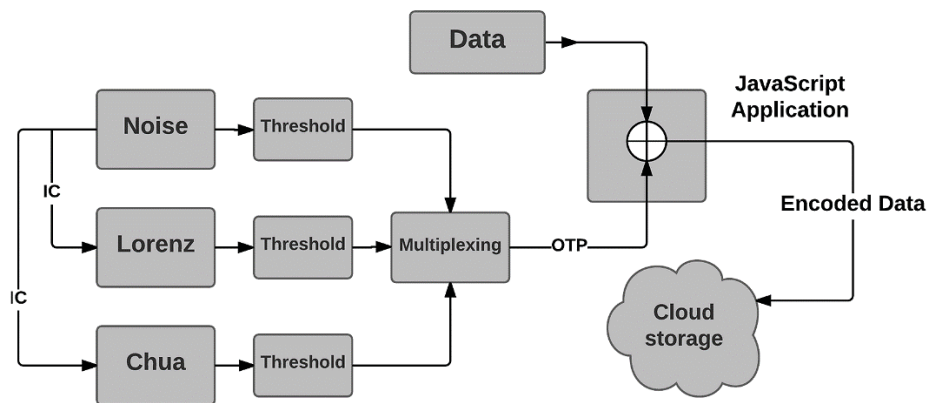 Data
JavaScript
Application
Noise
Threshold
IC
Lorenz
Threshold
Multiplexing
OTP
Encoded Data
IC
Chua
Threshold
Cloud
storage